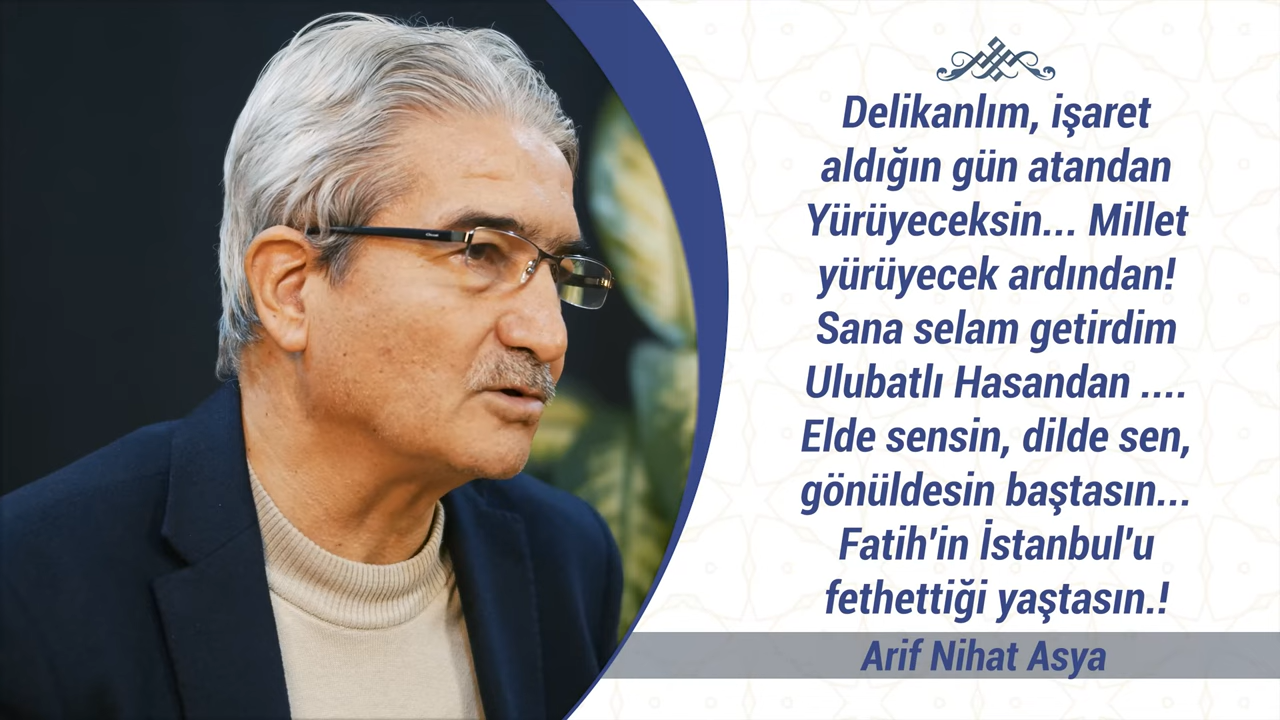 Delikanlım, işaret
aldığın gün atandan
Yürüyeceksin... Millet
yürüyecek ardından!
Sana selam getirdim
Ulubatlı Hasandan ....
Elde sensin, dilde sen,
gönüldesin baştasın...
Fatih'in İstanbul'u
fethettiği yaştasın.!
Arif Nihat Asya